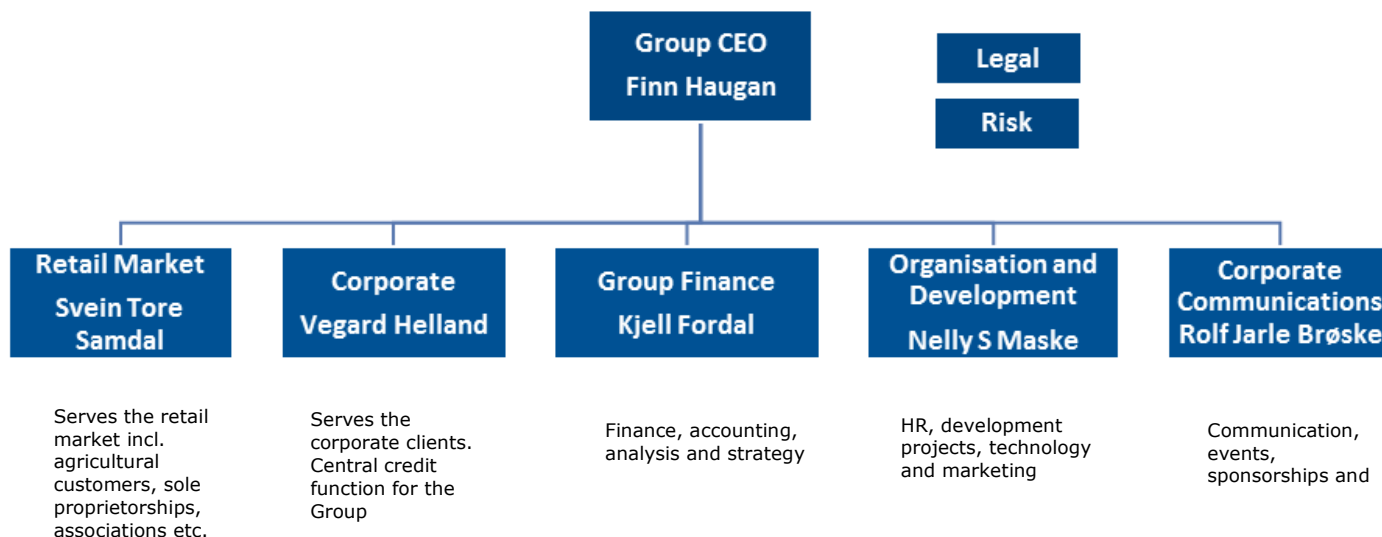 Group CEO
Finn Haugan
Legal
Risk
Retail Market
Svein Tore
Samdal
Corporate
Vegard Helland
Group Finance
Kjell Fordal
Organisation and
Development
Nelly S Maske
Corporate
Communications
Rolf Jarle Brøske
Serves the retail
market incl.
agricultural
customers, sole
proprietorships,
associations etc.
Serves the
corporate clients.
Central credit
function for the
Group
Finance, accounting,
analysis and strategy
HR, development
projects, technology
and marketing
Communication,
events,
sponsorships and